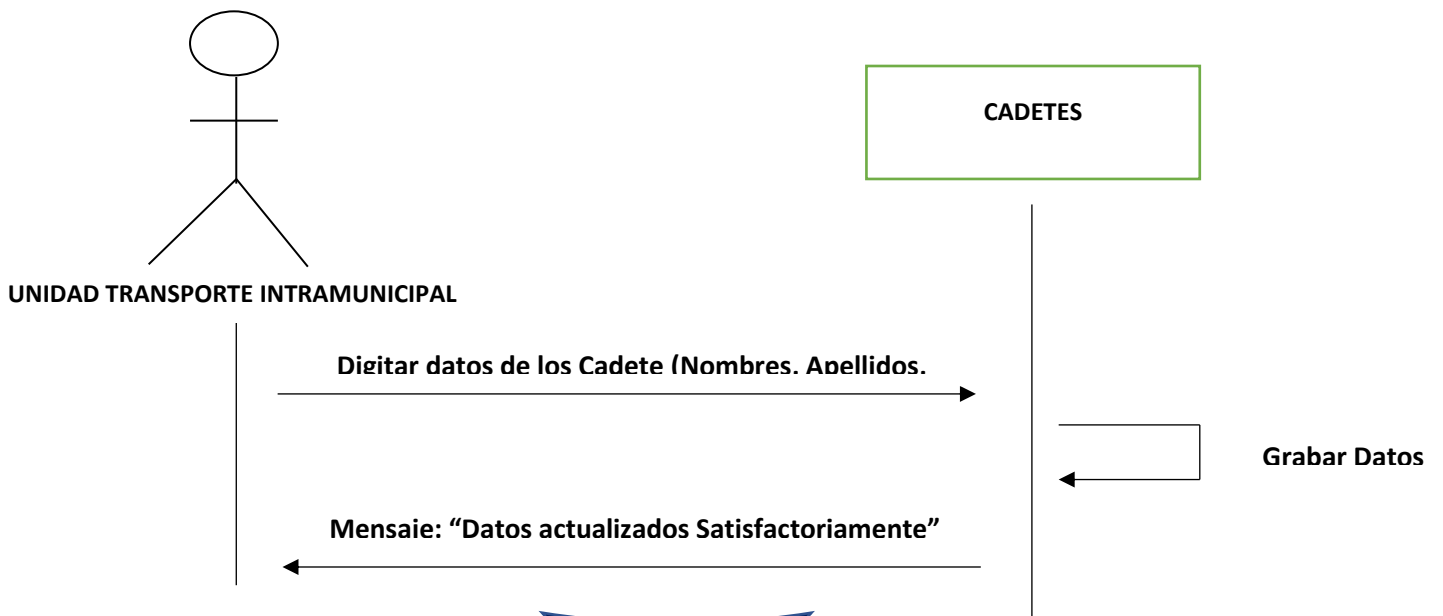 CADETES
UNIDAD TRANSPORTE INTRAMUNICIPAL
Digitar datos de los Cadete (Nombres, Apellidos,
Grabar Datos
Mensaje: “Datos actualizados Satisfactoriamente”